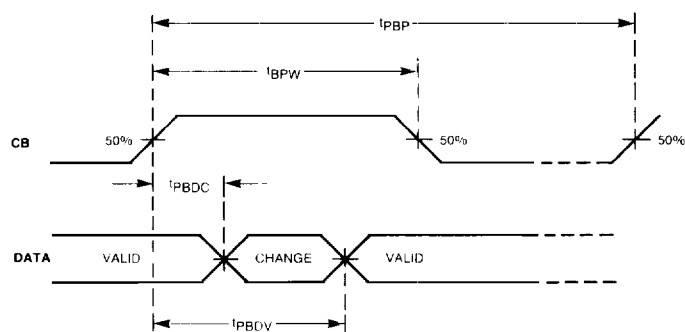 tPBP
tBPW
CB 50% 50% 50%
tPBDC
DATA VALID CHANGE VALID
tPBDV